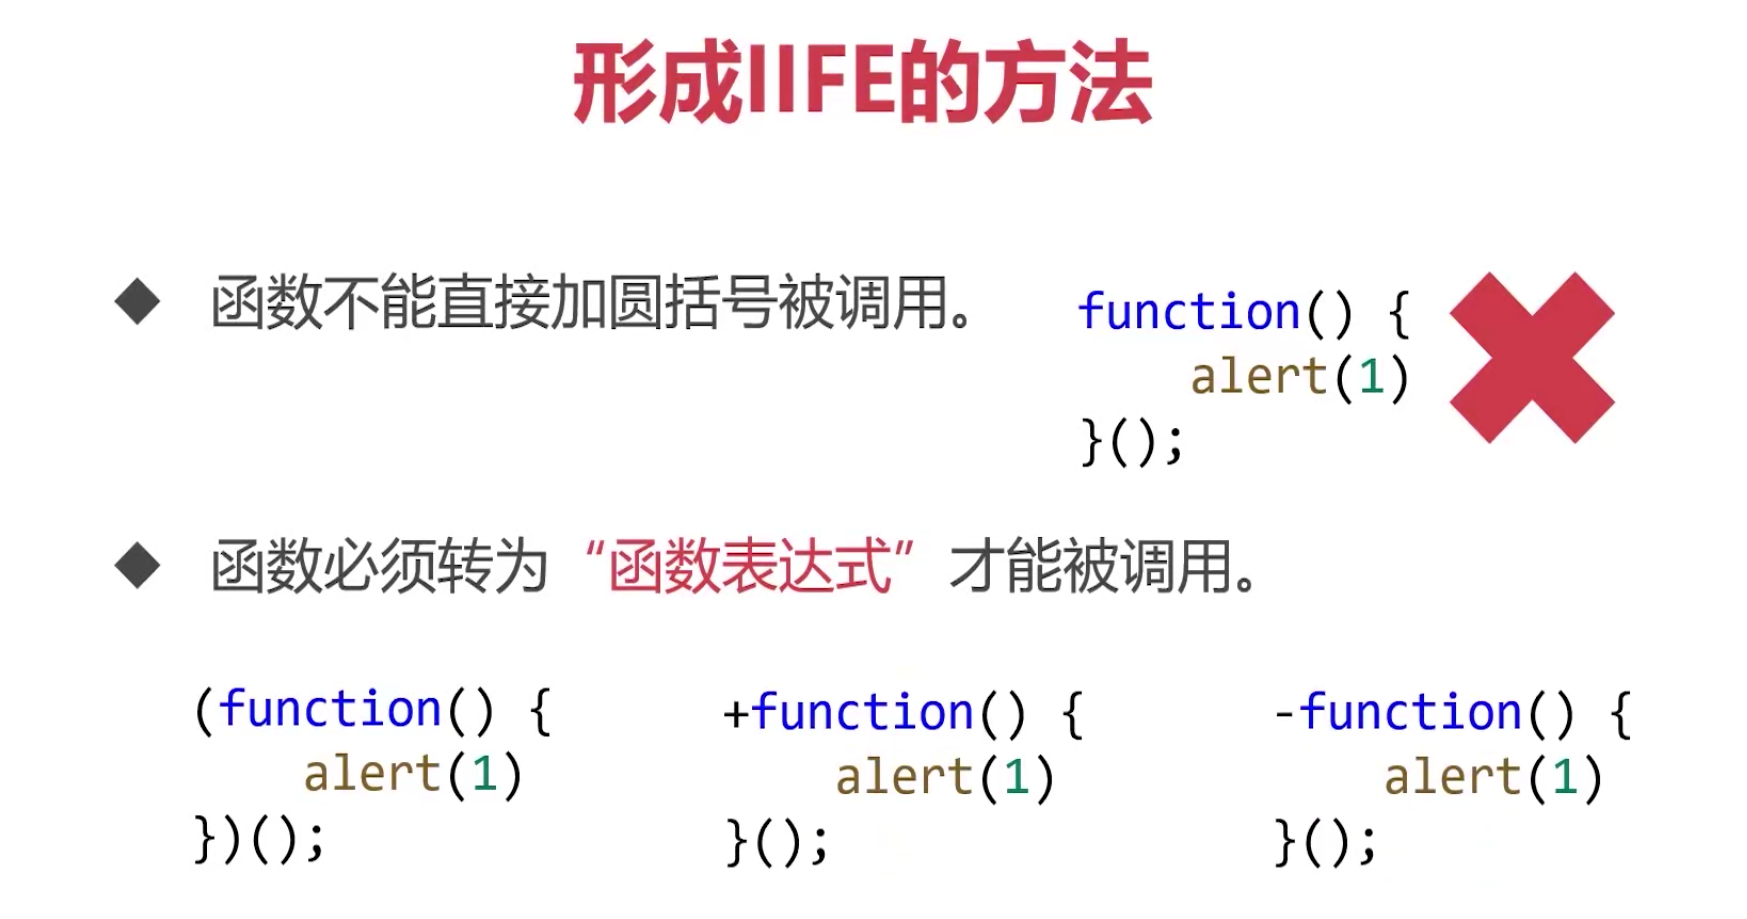 形成IIFE的方法
◆ 函数不能直接加圆括号被调用。
function() {
    alert(1)
}();
◆ 函数必须转为“函数表达式”才能被调用。
(function() {
    alert(1)
})();
+function() {
    alert(1)
}();
-function() {
    alert(1)
}();